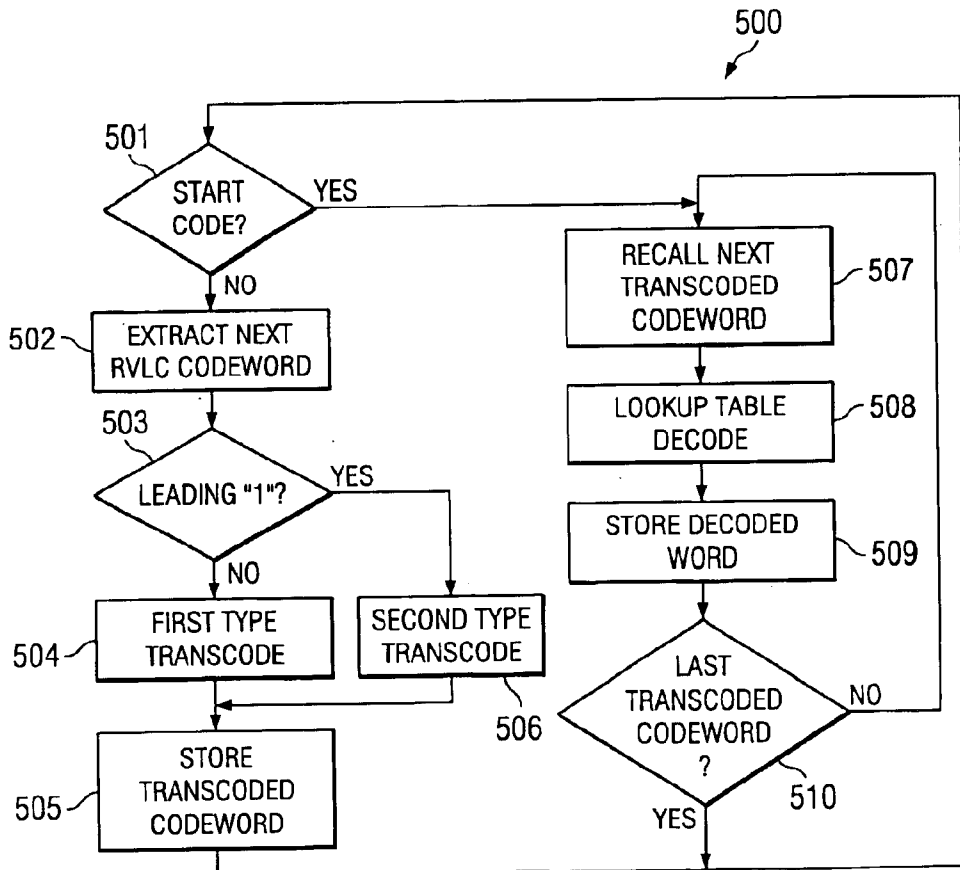 500
501
START
CODE?
YES
NO
502
EXTRACT NEXT
RVLC CODEWORD
503
LEADING "1"?
YES
NO
504
FIRST TYPE
TRANSCODE
SECOND TYPE
TRANSCODE
506
505
STORE
TRANSCODED
CODEWORD
RECALL NEXT
TRANSCODED
CODEWORD
507
LOOKUP TABLE
DECODE
508
STORE DECODED
WORD
509
LAST
TRANSCODED
CODEWORD
?
NO
510
YES